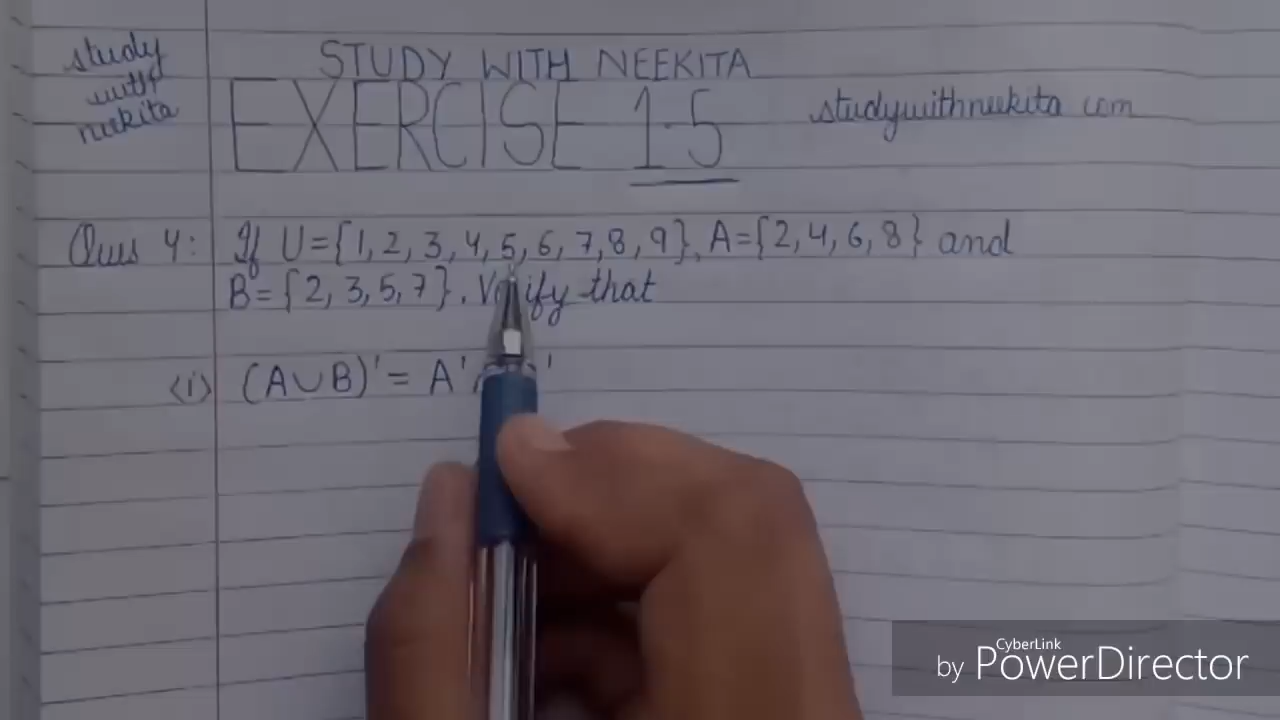 study
with
neekita
STUDY WITH NEEKITA
EXERCISE 1.5
studywithneekita com
Ques 4: If U={1,2,3,4,5,6,7,8,9}, A={2,4,6,8} and
B={2,3,5,7}. that
(i) (A∪B)' = A' '
by CyberLink PowerDirector